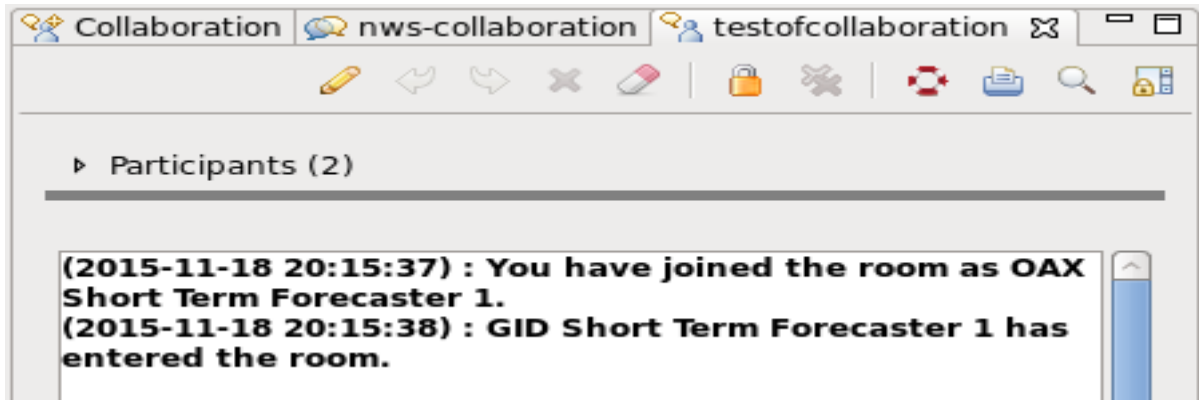 Collaboration nws-collaboration testofcollaboration
Participants (2)
(2015-11-18 20:15:37) : You have joined the room as OAX
Short Term Forecaster 1.
(2015-11-18 20:15:38) : GID Short Term Forecaster 1 has
entered the room.